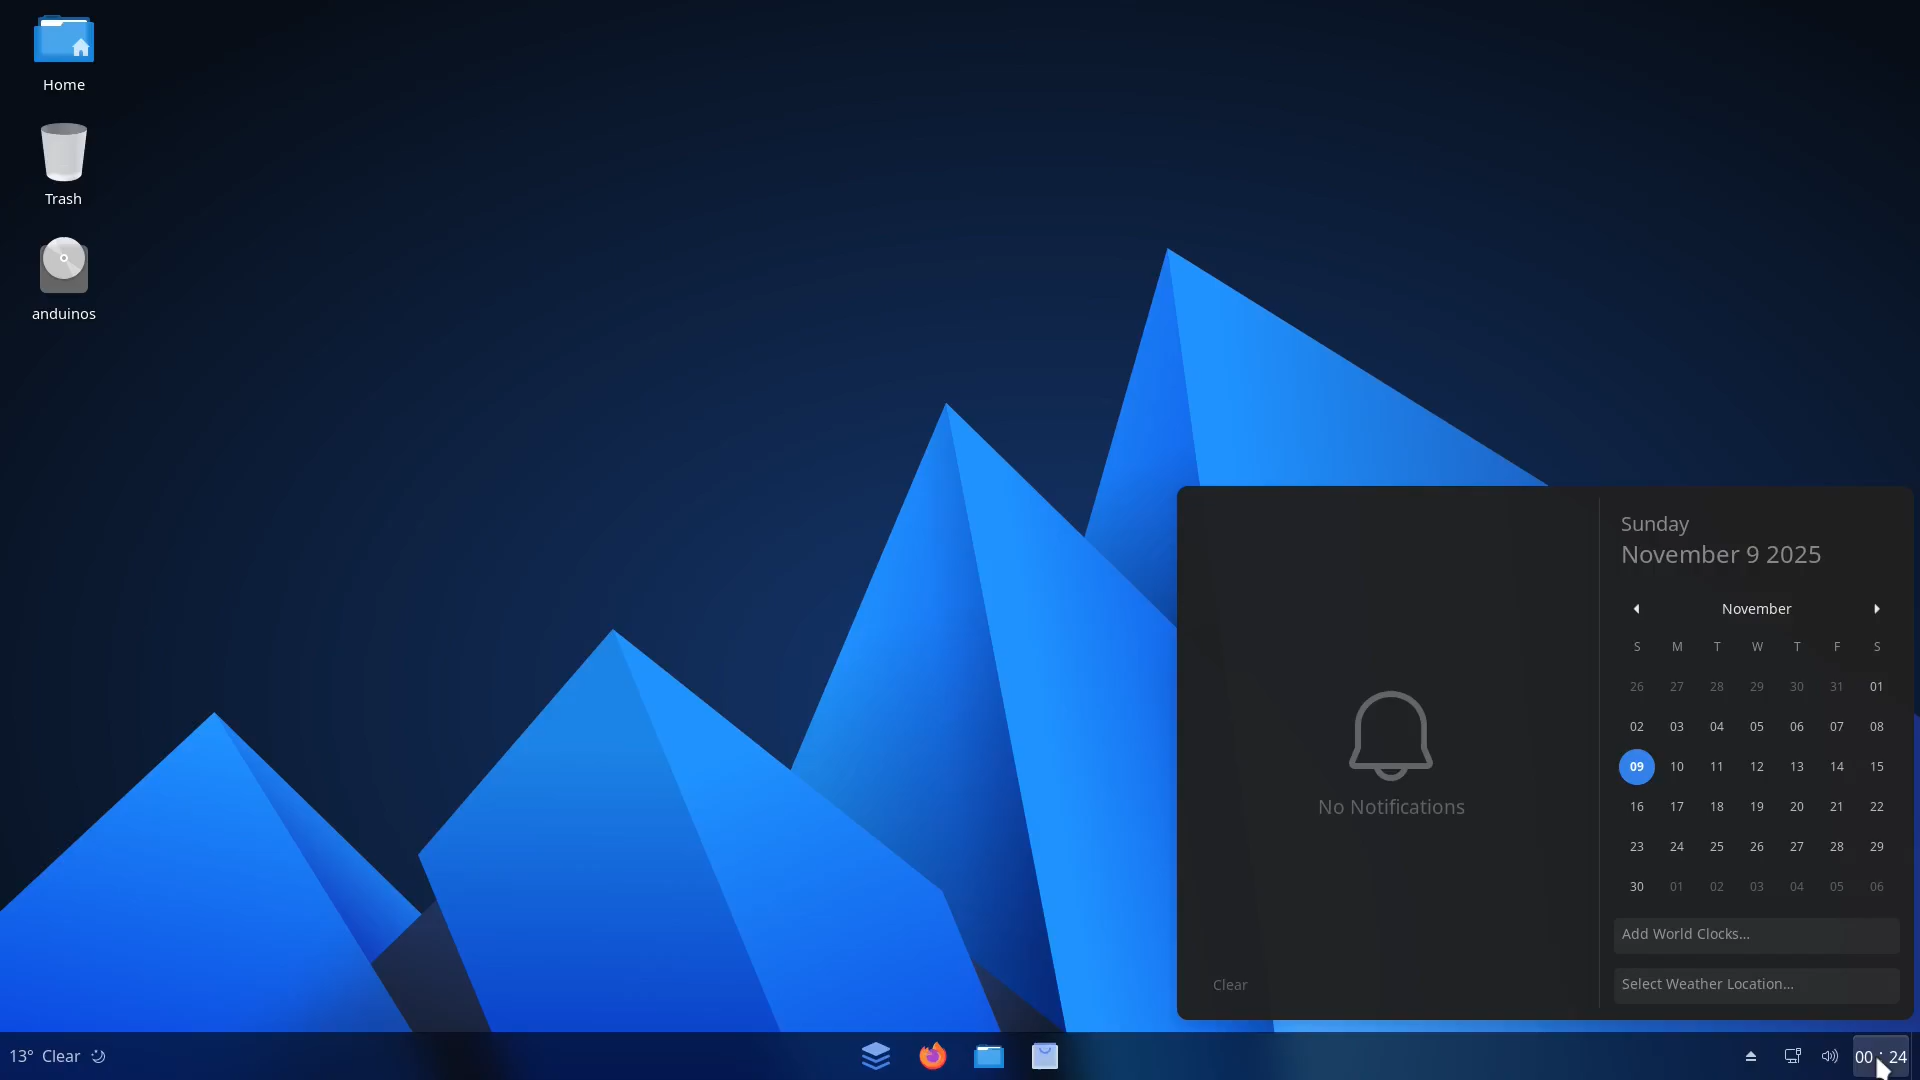 Home
Trash
anduinos
Sunday
November 9 2025
November
S M T W T F S
26 27 28 29 30 31 01
02 03 04 05 06 07 08
09 10 11 12 13 14 15
16 17 18 19 20 21 22
23 24 25 26 27 28 29
30 01 02 03 04 05 06
No Notifications
Clear
Add World Clocks...
Select Weather Location...
13° Clear
00 : 24